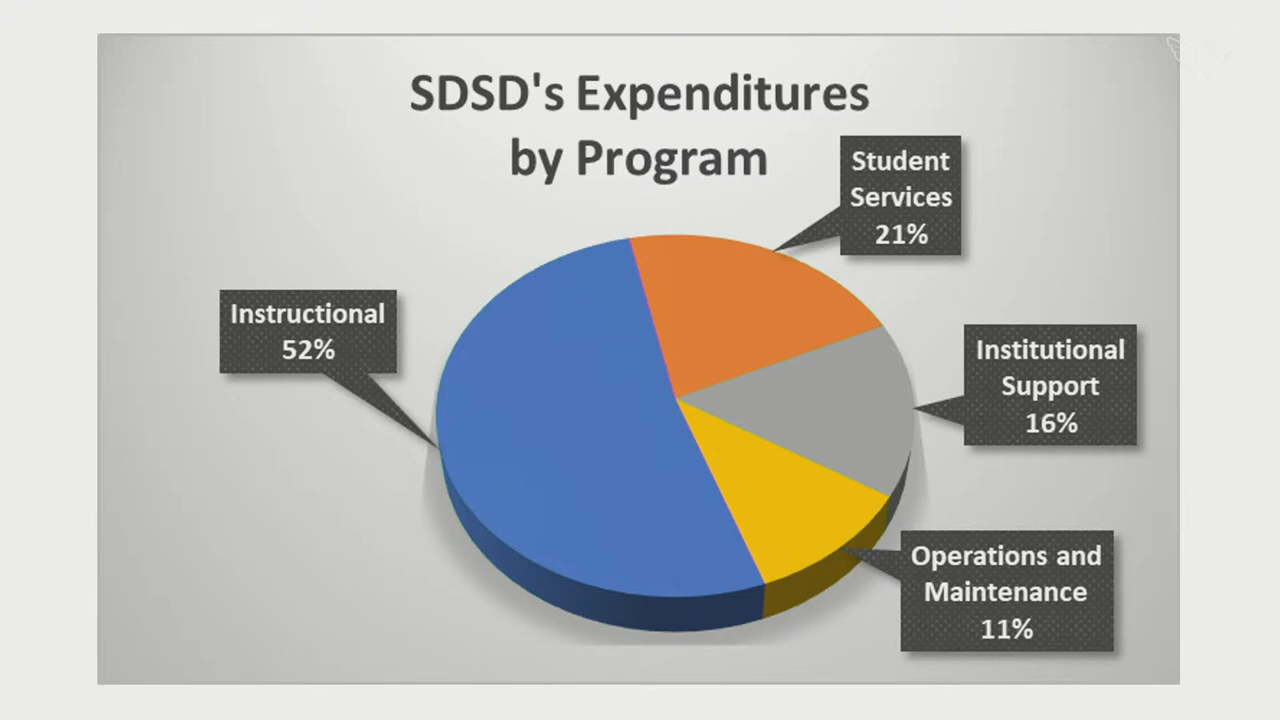 SDSD's Expenditures
by Program
Student
Services
21%
Instructional
52%
Institutional
Support
16%
Operations and
Maintenance
11%